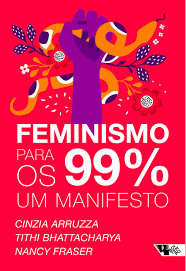 FEMINISMO
PARA
OS 99%
UM MANIFESTO
CINZIA ARRUZZA
TITHI BHATTACHARYA
NANCY FRASER